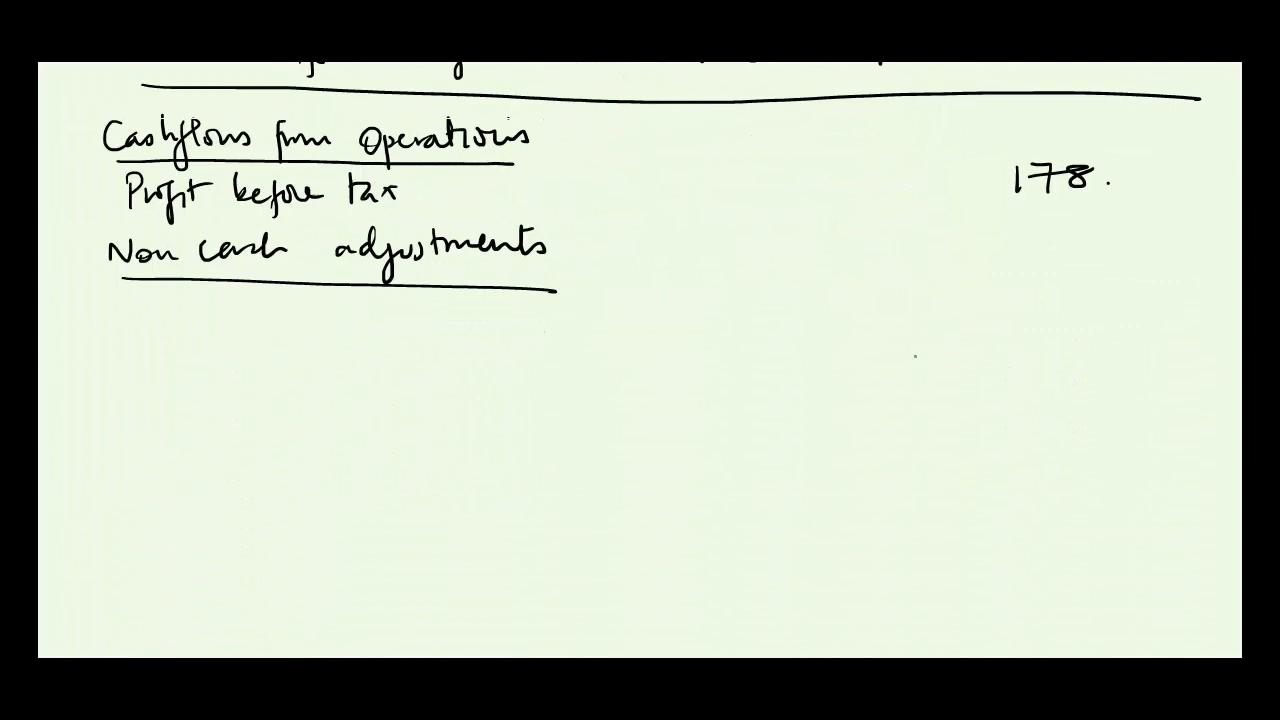 Cashflows from Operations
Profit before tax 178.
Non cash adjustments